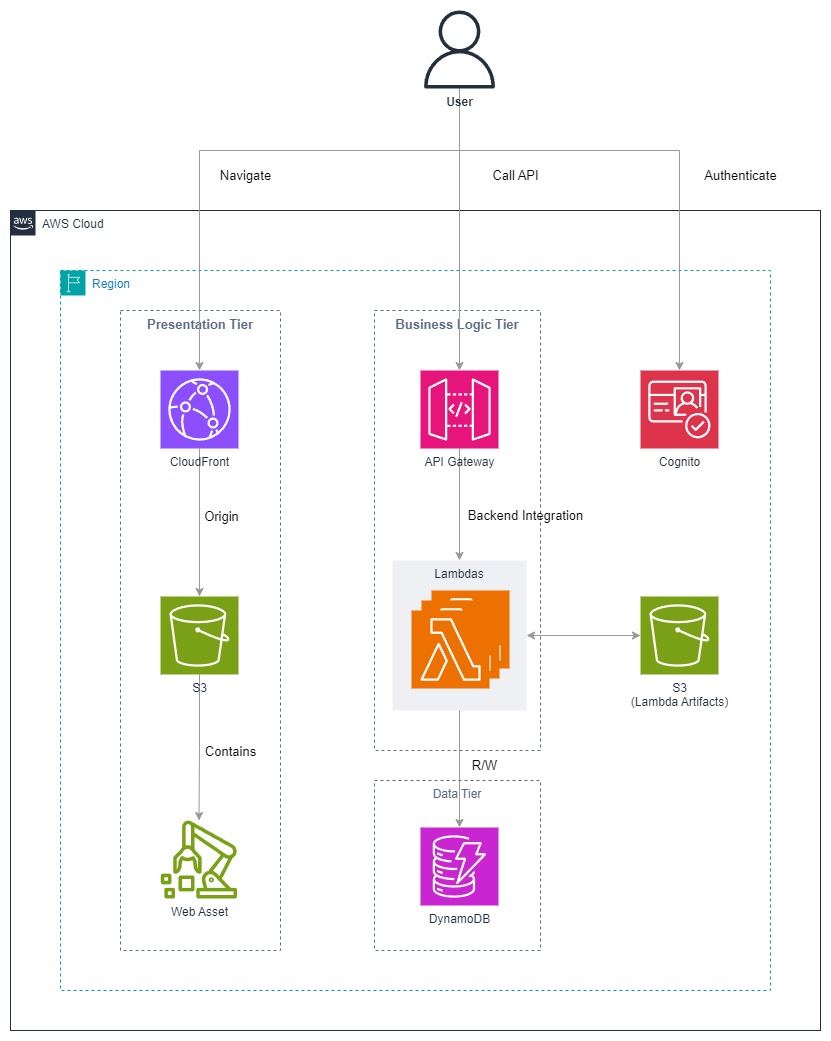 User
Navigate
Call API
Authenticate
aws
AWS Cloud
Region
Presentation Tier
Business Logic Tier
</>
CloudFront
API Gateway
Cognito
Origin
Backend Integration
Lambdas
S3
S3
(Lambda Artifacts)
Contains
R/W
Data Tier
Web Asset
DynamoDB